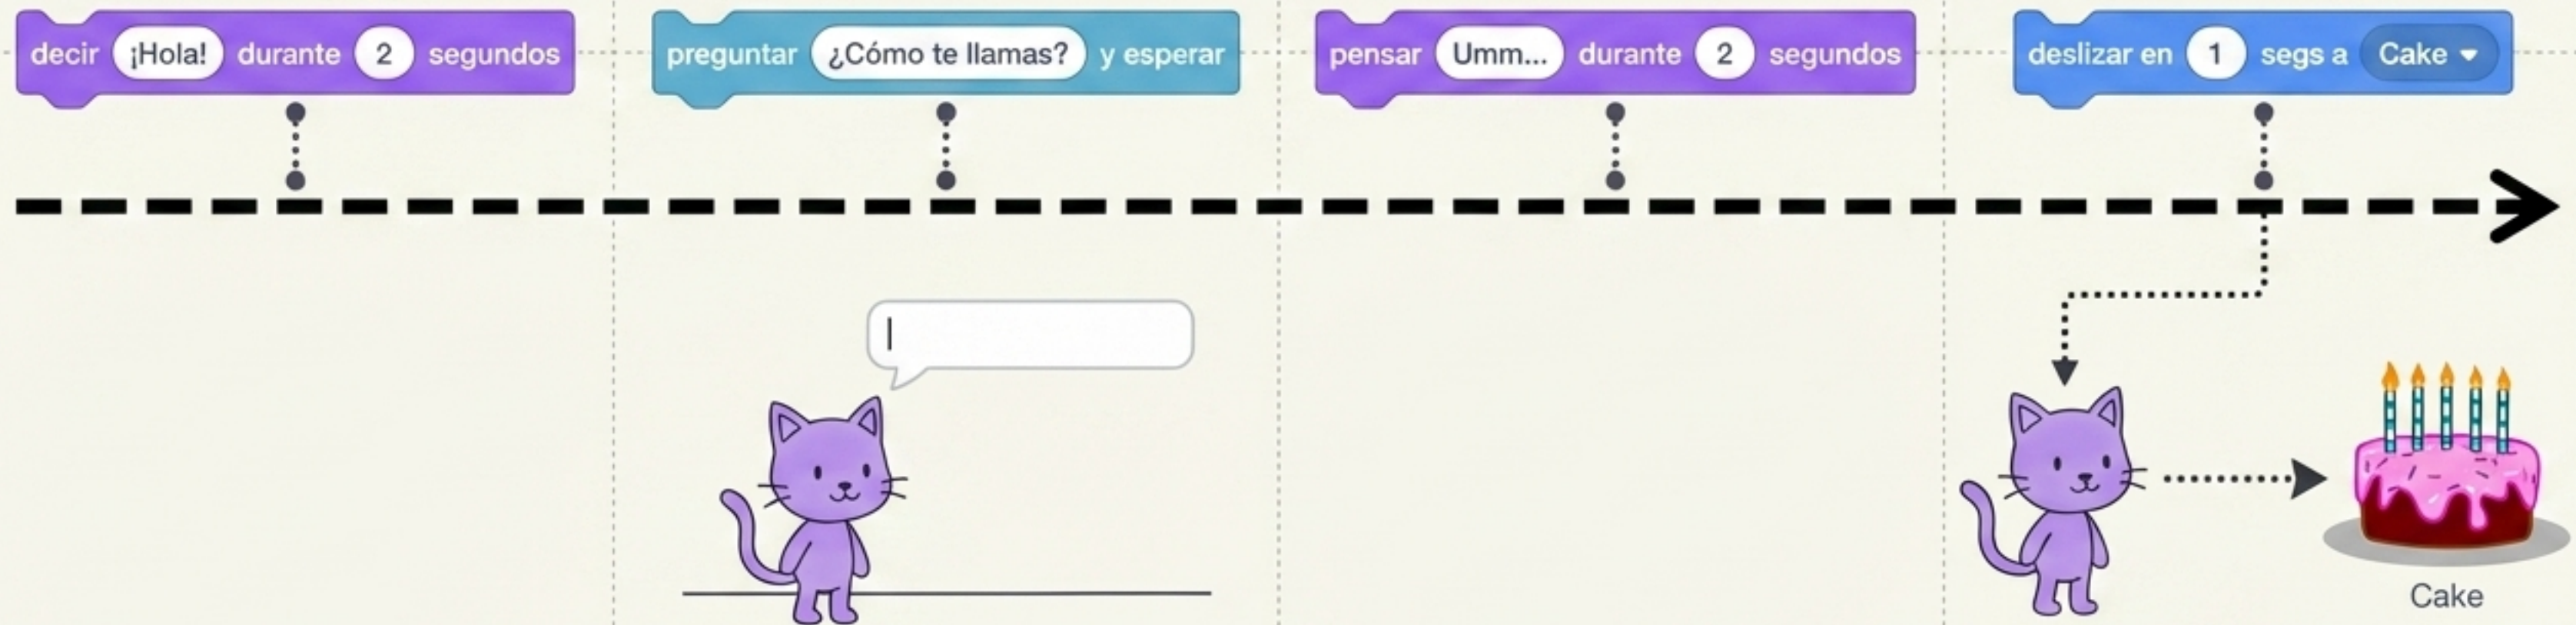 decir ¡Hola! durante 2 segundos
preguntar ¿Cómo te llamas? y esperar
pensar Umm... durante 2 segundos
deslizar en 1 segs a Cake
Cake